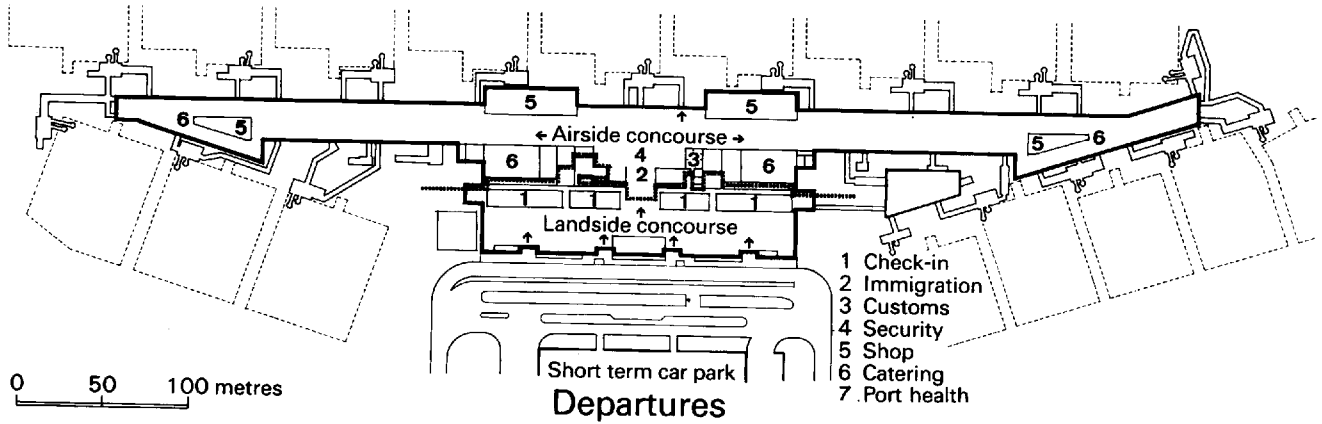 5
5
6
5
← Airside concourse →
5
6
6
4
3
6
2
1
1
1
1
Landside concourse
1 Check-in
2 Immigration
3 Customs
4 Security
5 Shop
6 Catering
7 Port health
Short term car park
0 50 100 metres
Departures